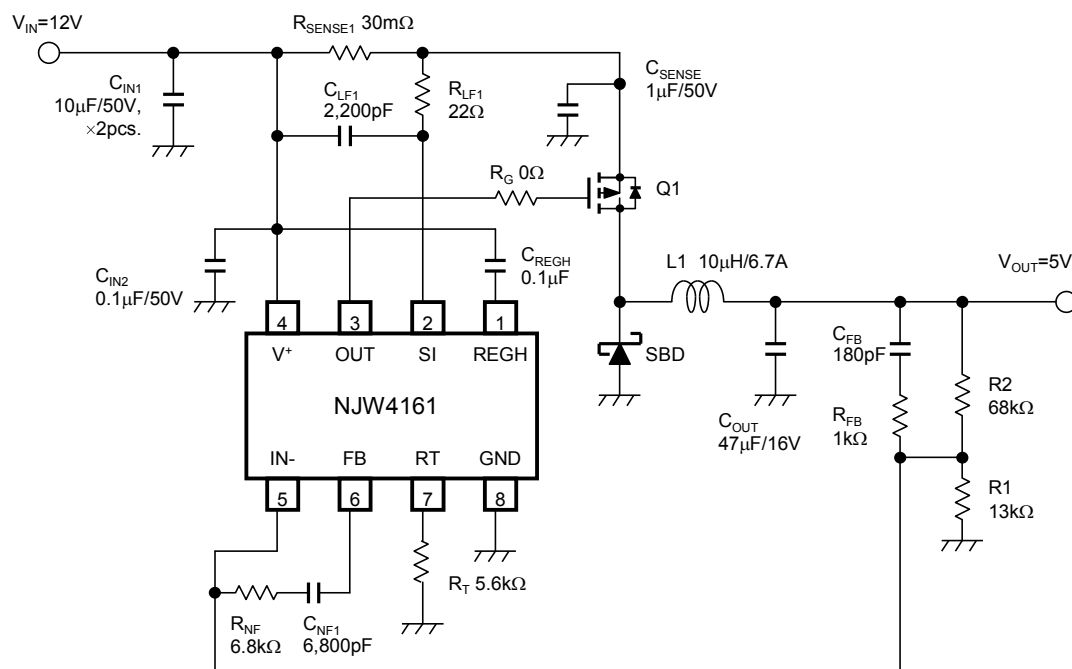 V_IN=12V
R_SENSE1 30mΩ
C_IN1
10µF/50V,
×2pcs.
C_LF1
2,200pF
R_LF1
22Ω
C_SENSE
1µF/50V
R_G 0Ω
Q1
C_IN2
0.1µF/50V
C_REGH
0.1µF
L1 10µH/6.7A
V_OUT=5V
4
3
2
1
V⁺
OUT
SI
REGH
SBD
NJW4161
C_OUT
47µF/16V
C_FB
180pF
R_FB
1kΩ
R2
68kΩ
R1
13kΩ
IN-
FB
RT
GND
5
6
7
8
R_NF
6.8kΩ
C_NF1
6,800pF
R_T 5.6kΩ